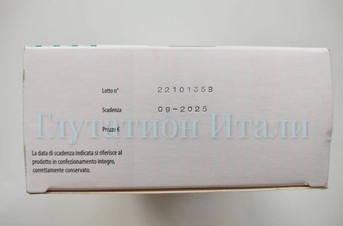 Lotto n° 22101358
Scadenza 09-2025
Prezzo €
Глутатион Итали
La data di scadenza indicata si riferisce al
prodotto in confezionamento integro,
correttamente conservato.